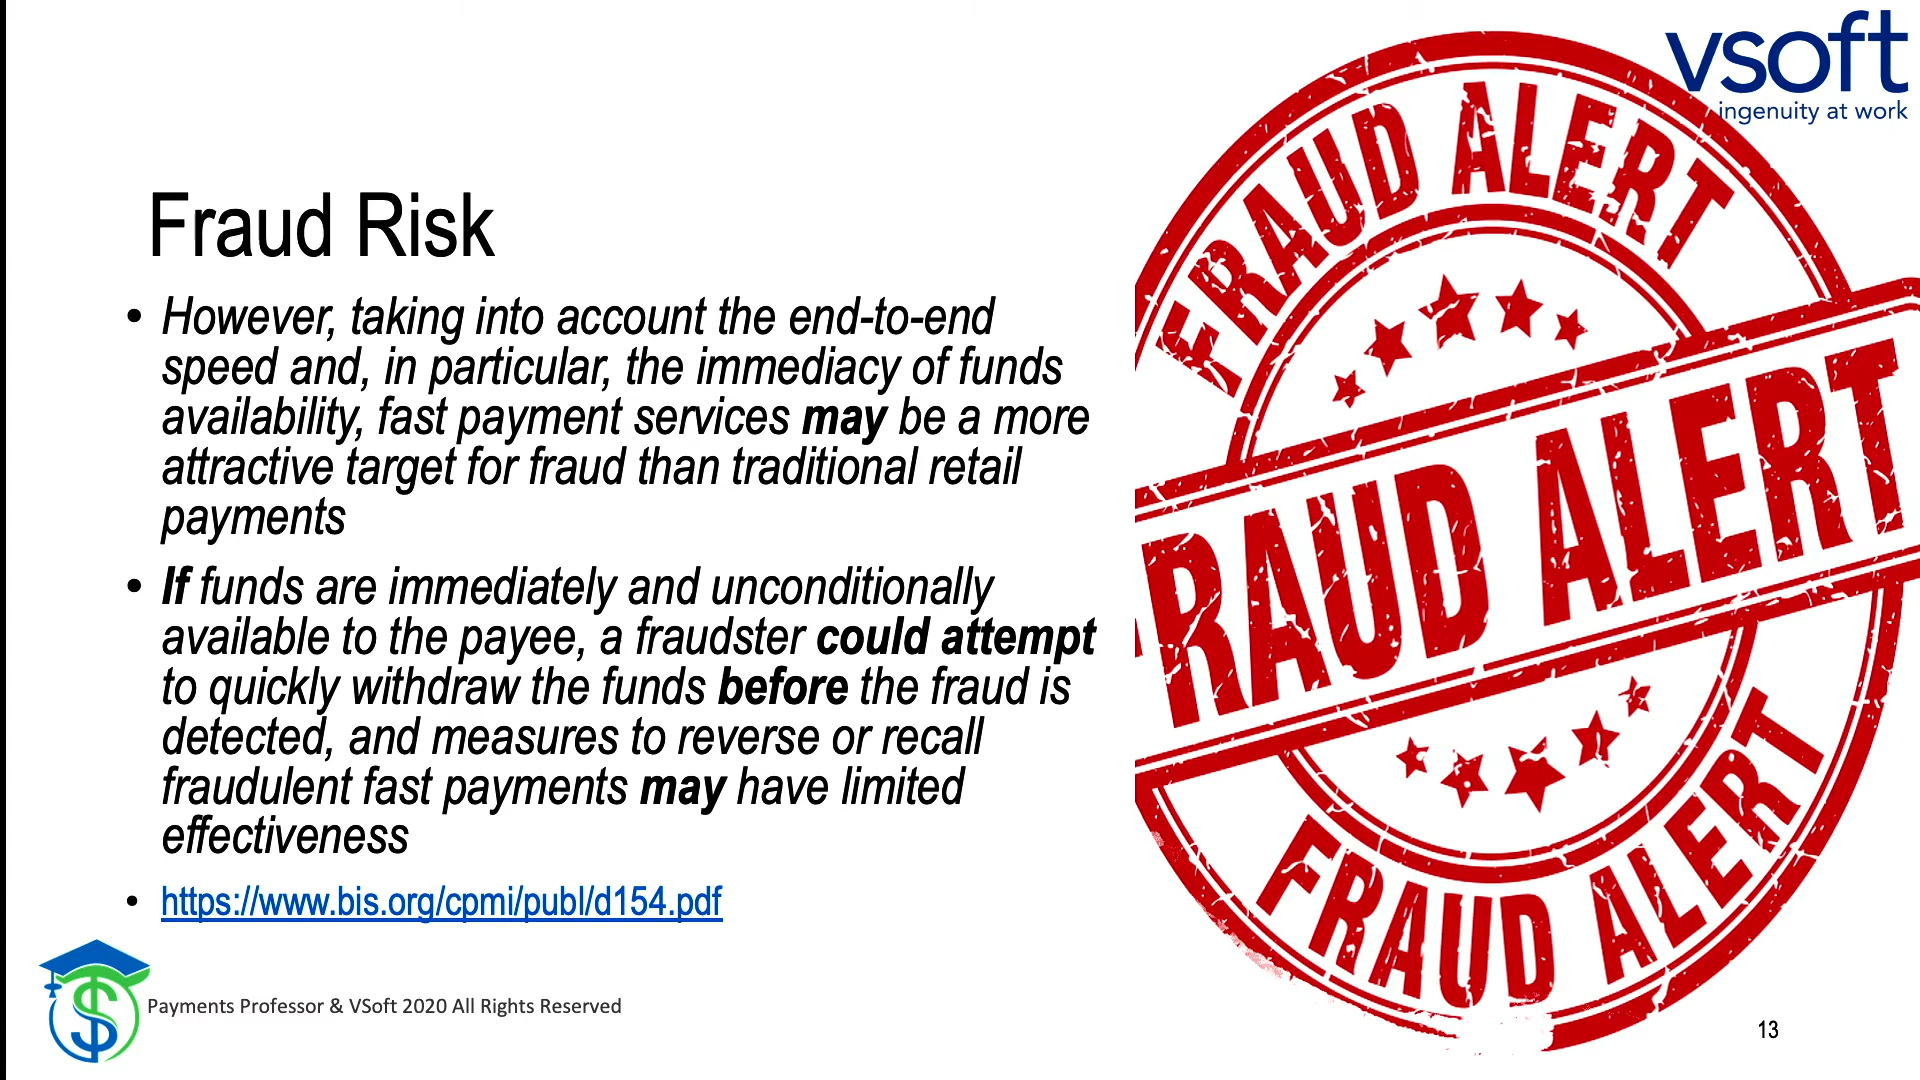 vsoft
ingenuity at work
Fraud Risk
• However, taking into account the end-to-end
speed and, in particular, the immediacy of funds
availability, fast payment services may be a more
attractive target for fraud than traditional retail
payments
• If funds are immediately and unconditionally
available to the payee, a fraudster could attempt
to quickly withdraw the funds before the fraud is
detected, and measures to reverse or recall
fraudulent fast payments may have limited
effectiveness
• https://www.bis.org/cpmi/publ/d154.pdf
FRAUD ALERT
FRAUD ALERT
FRAUD ALERT
$
Payments Professor & VSoft 2020 All Rights Reserved
13